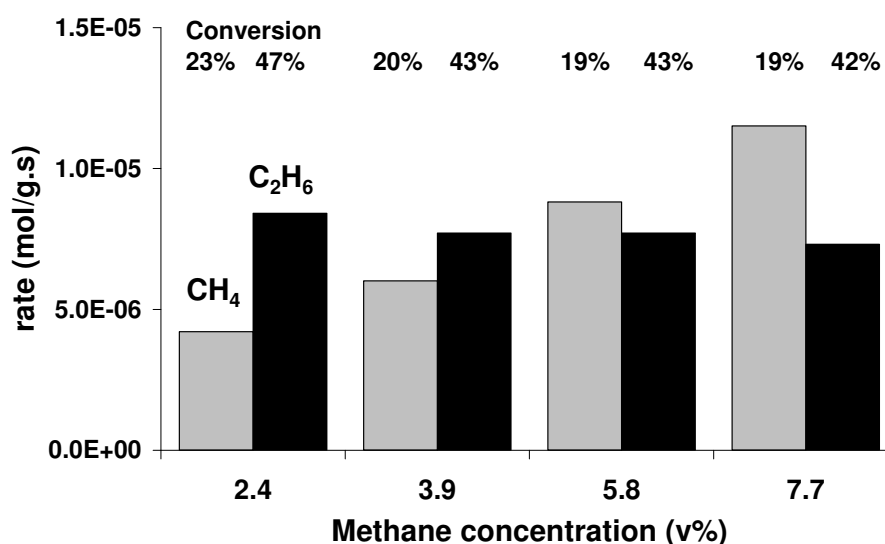 1.5E-05
Conversion
23% 47% 20% 43% 19% 43% 19% 42%
1.0E-05
C₂H₆
CH₄
5.0E-06
0.0E+00
rate (mol/g.s)
2.4 3.9 5.8 7.7
Methane concentration (v%)